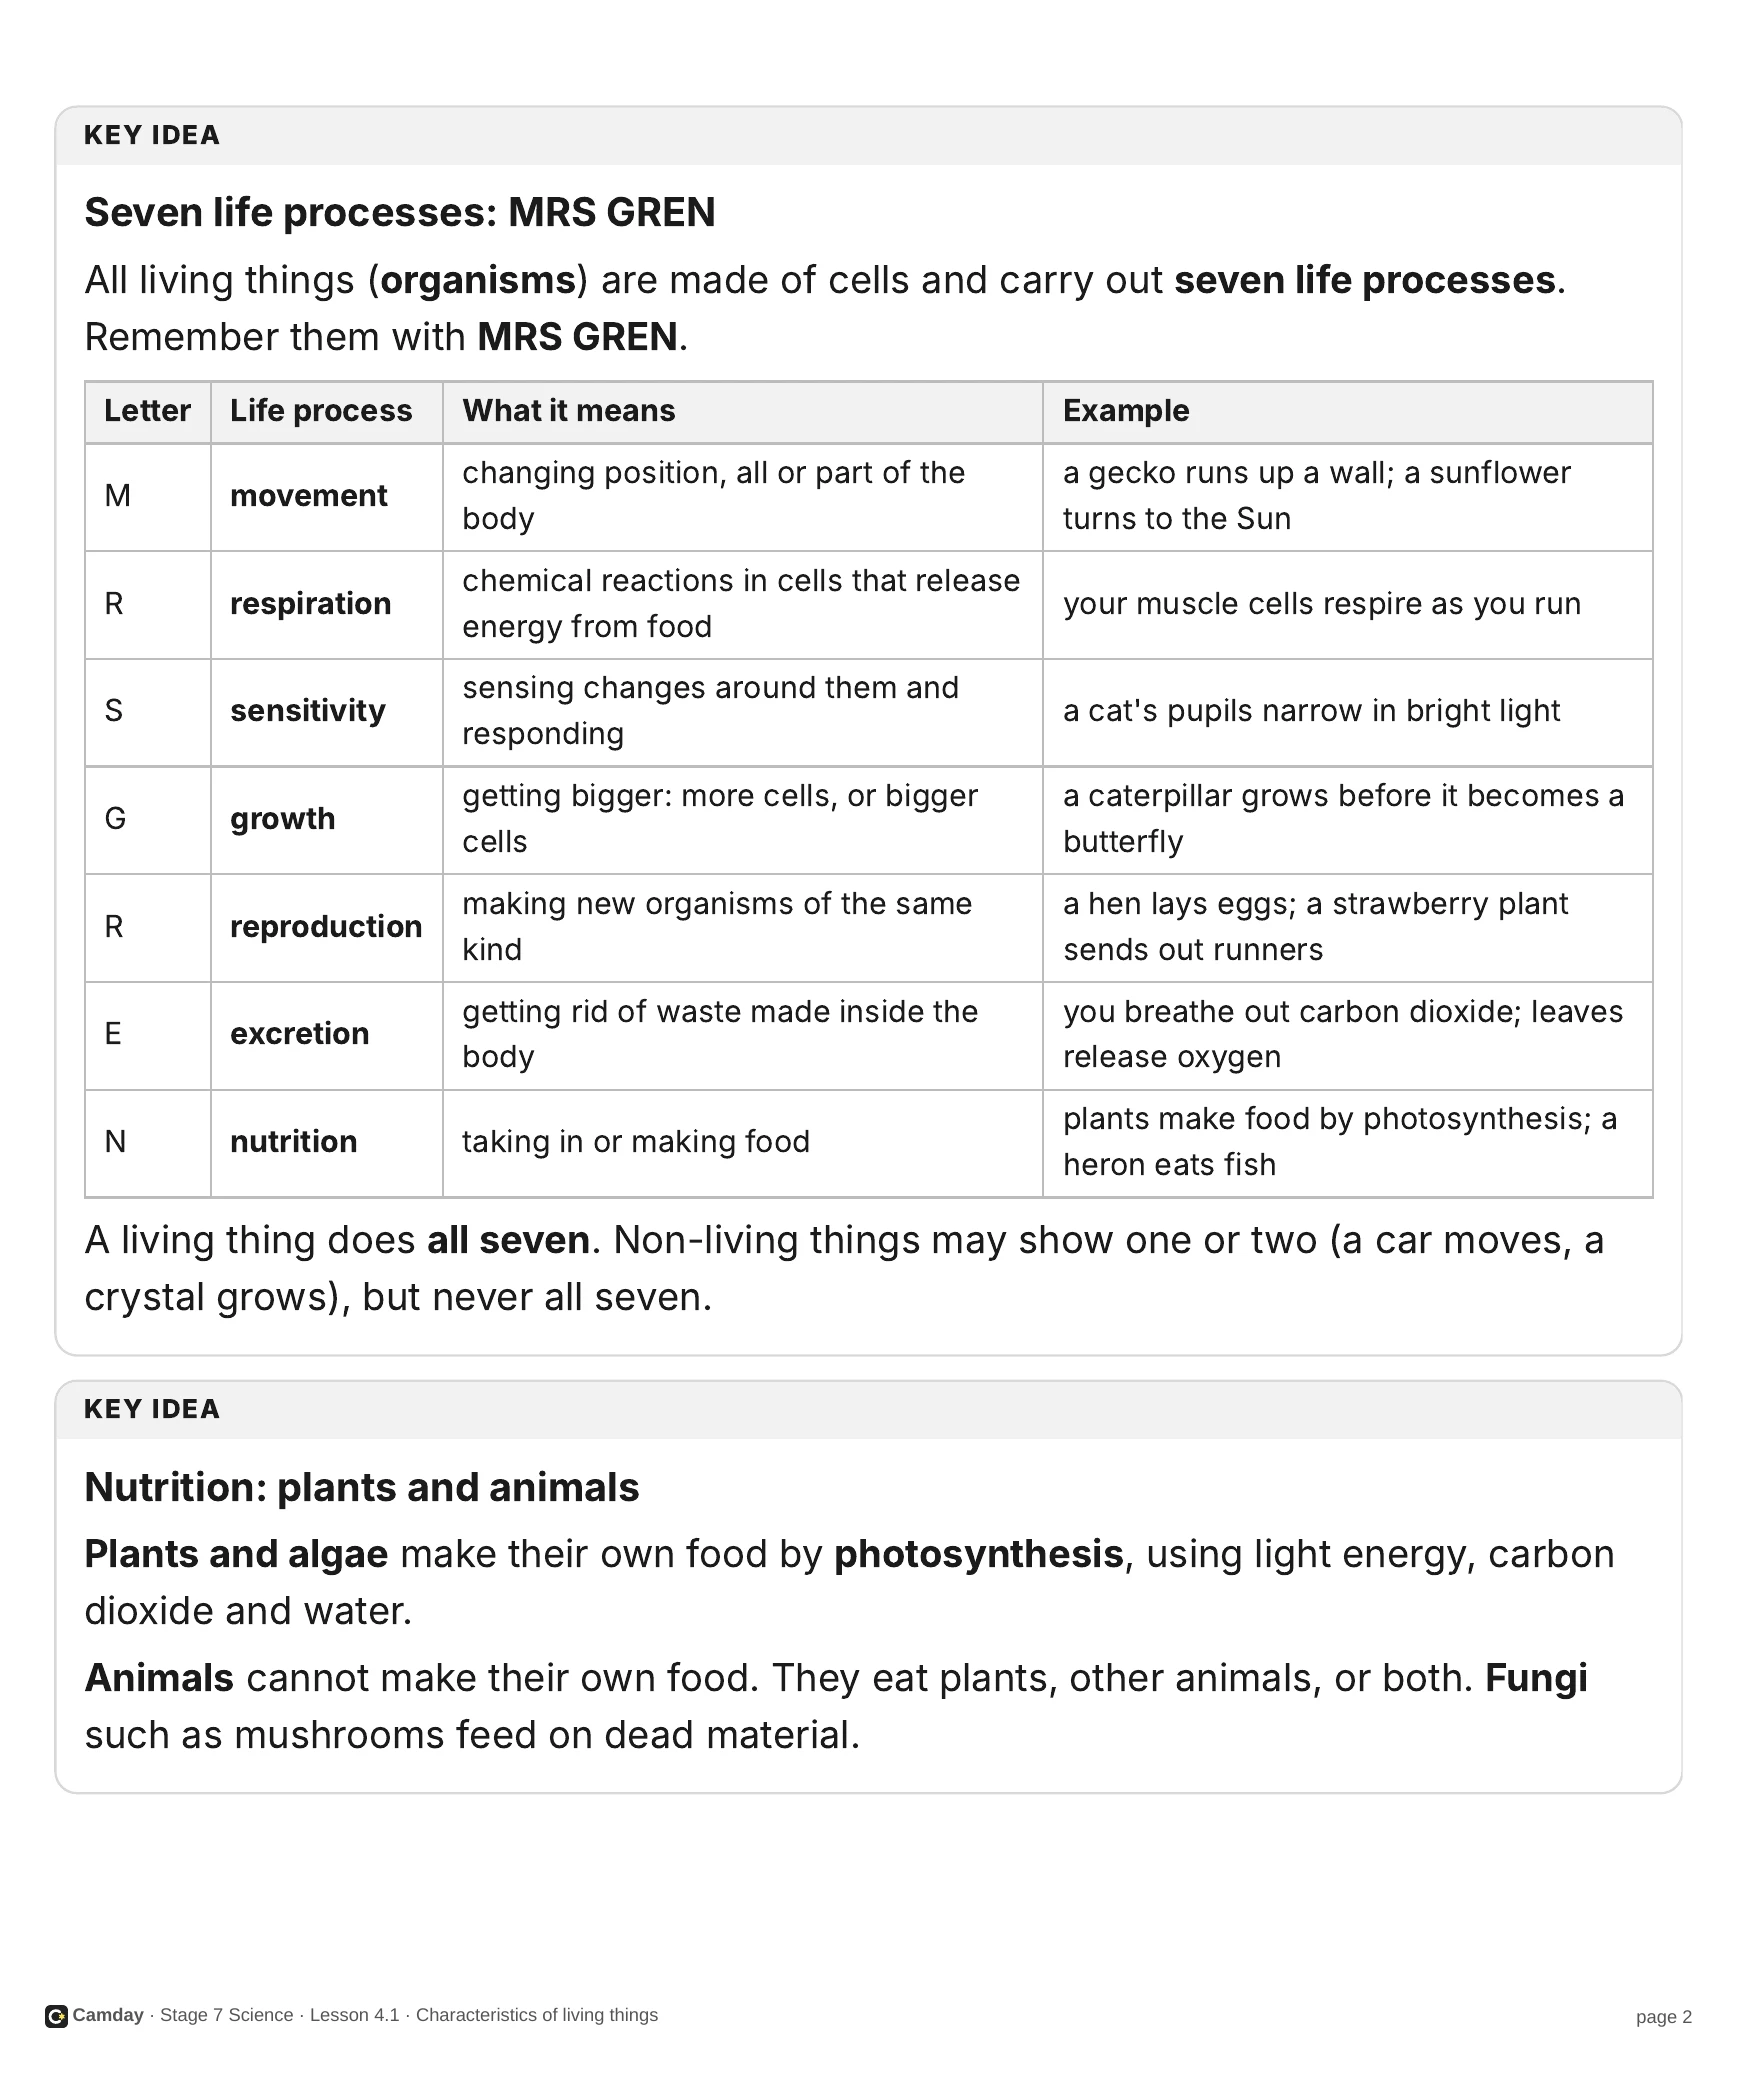 KEY IDEA
Seven life processes: MRS GREN
All living things (organisms) are made of cells and carry out seven life processes.
Remember them with MRS GREN.
Letter Life process What it means Example
M movement changing position, all or part of the body a gecko runs up a wall; a sunflower turns to the Sun
R respiration chemical reactions in cells that release energy from food your muscle cells respire as you run
S sensitivity sensing changes around them and responding a cat's pupils narrow in bright light
G growth getting bigger: more cells, or bigger cells a caterpillar grows before it becomes a butterfly
R reproduction making new organisms of the same kind a hen lays eggs; a strawberry plant sends out runners
E excretion getting rid of waste made inside the body you breathe out carbon dioxide; leaves release oxygen
N nutrition taking in or making food plants make food by photosynthesis; a heron eats fish
A living thing does all seven. Non-living things may show one or two (a car moves, a
crystal grows), but never all seven.
KEY IDEA
Nutrition: plants and animals
Plants and algae make their own food by photosynthesis, using light energy, carbon
dioxide and water.
Animals cannot make their own food. They eat plants, other animals, or both. Fungi
such as mushrooms feed on dead material.
Camday · Stage 7 Science · Lesson 4.1 · Characteristics of living things
page 2